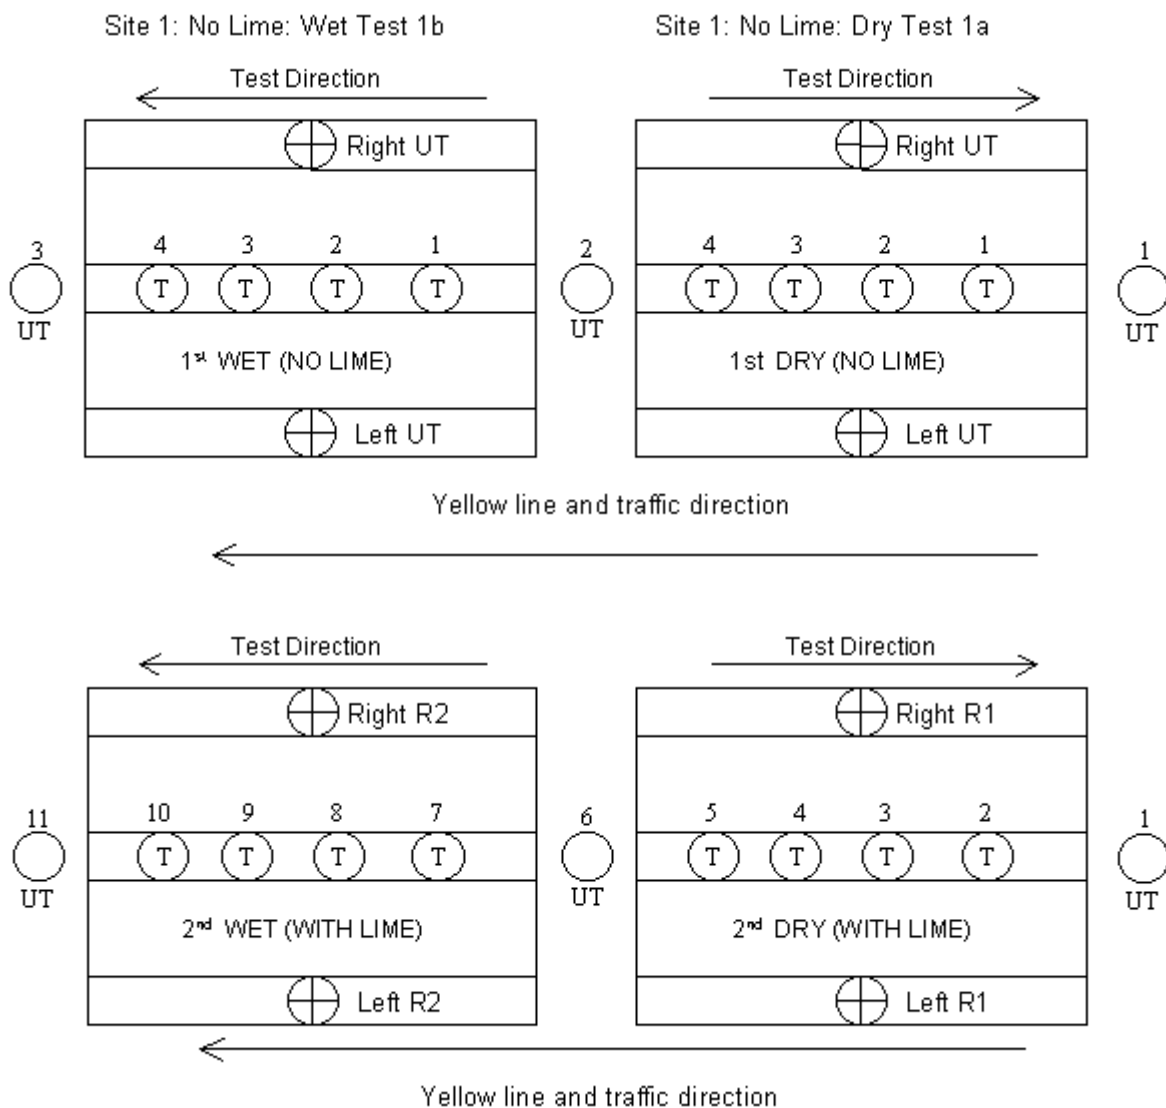 Site 1: No Lime: Wet Test 1b Site 1: No Lime: Dry Test 1a
Test Direction Test Direction
Right UT Right UT
3 4 3 2 1 2 4 3 2 1 1
T T T T T T T T
UT UT UT
1st WET (NO LIME) 1st DRY (NO LIME)
Left UT Left UT
Yellow line and traffic direction
Test Direction Test Direction
Right R2 Right R1
11 10 9 8 7 6 5 4 3 2 1
T T T T T T T T
UT UT UT
2nd WET (WITH LIME) 2nd DRY (WITH LIME)
Left R2 Left R1
Yellow line and traffic direction